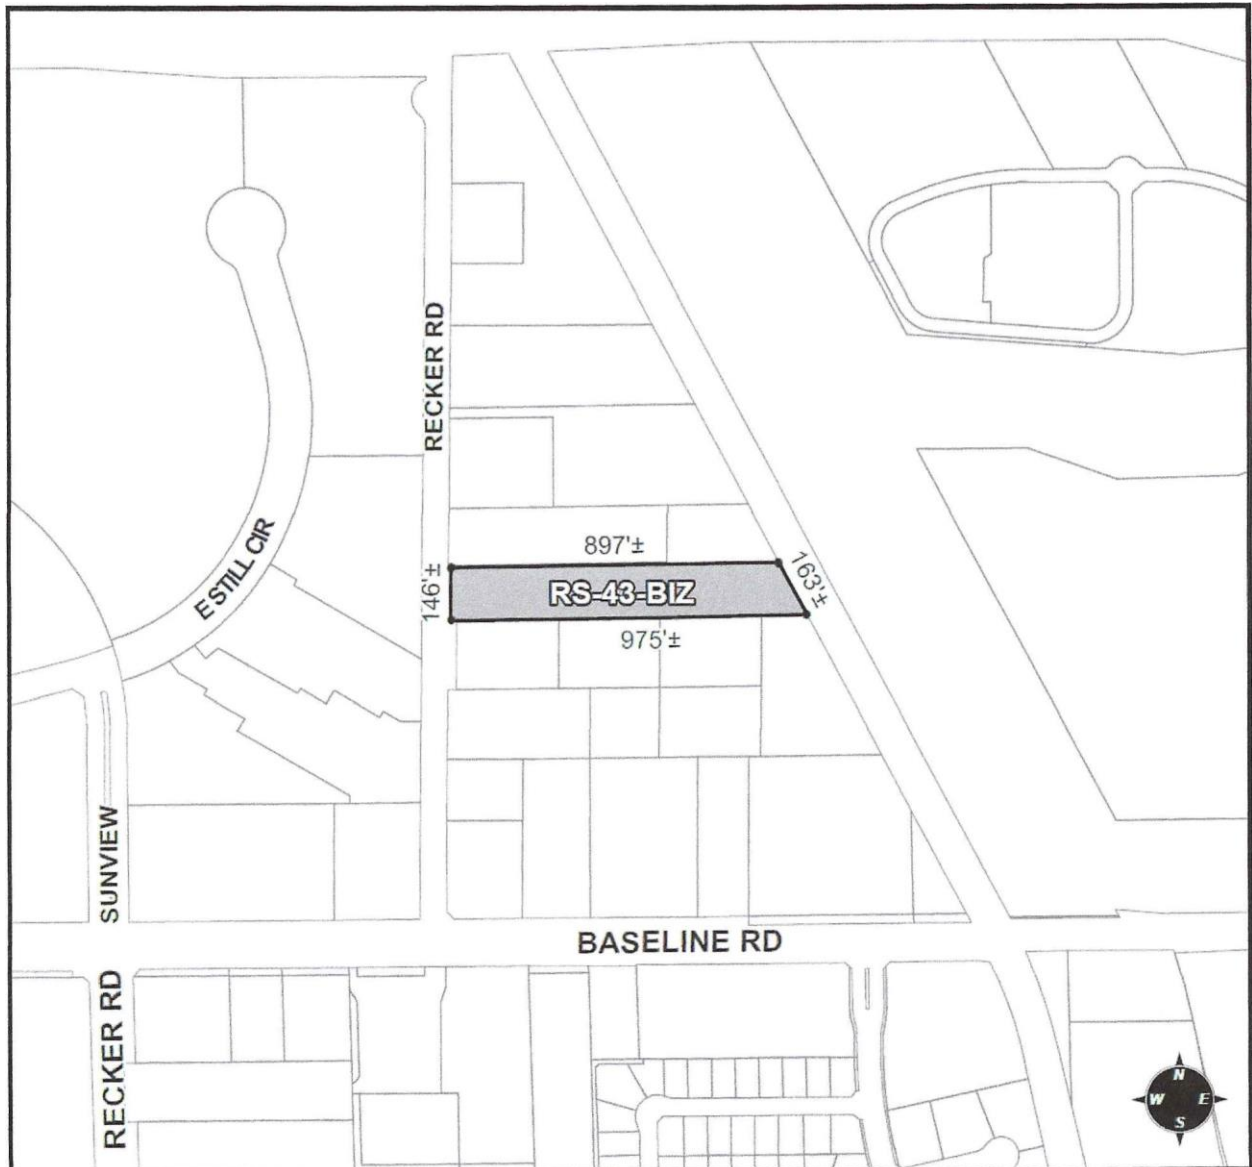 RECKER RD
897'±
163'±
146'±
RS-43-BIZ
E STILL CIR
975'±
SUNVIEW
BASELINE RD
RECKER RD
N
W E
S